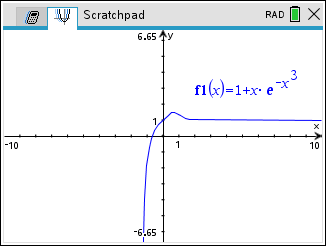 Scratchpad RAD
6.65 y
f1(x)=1+x·e^-x^3
1
x
-10 1 10
-6.65